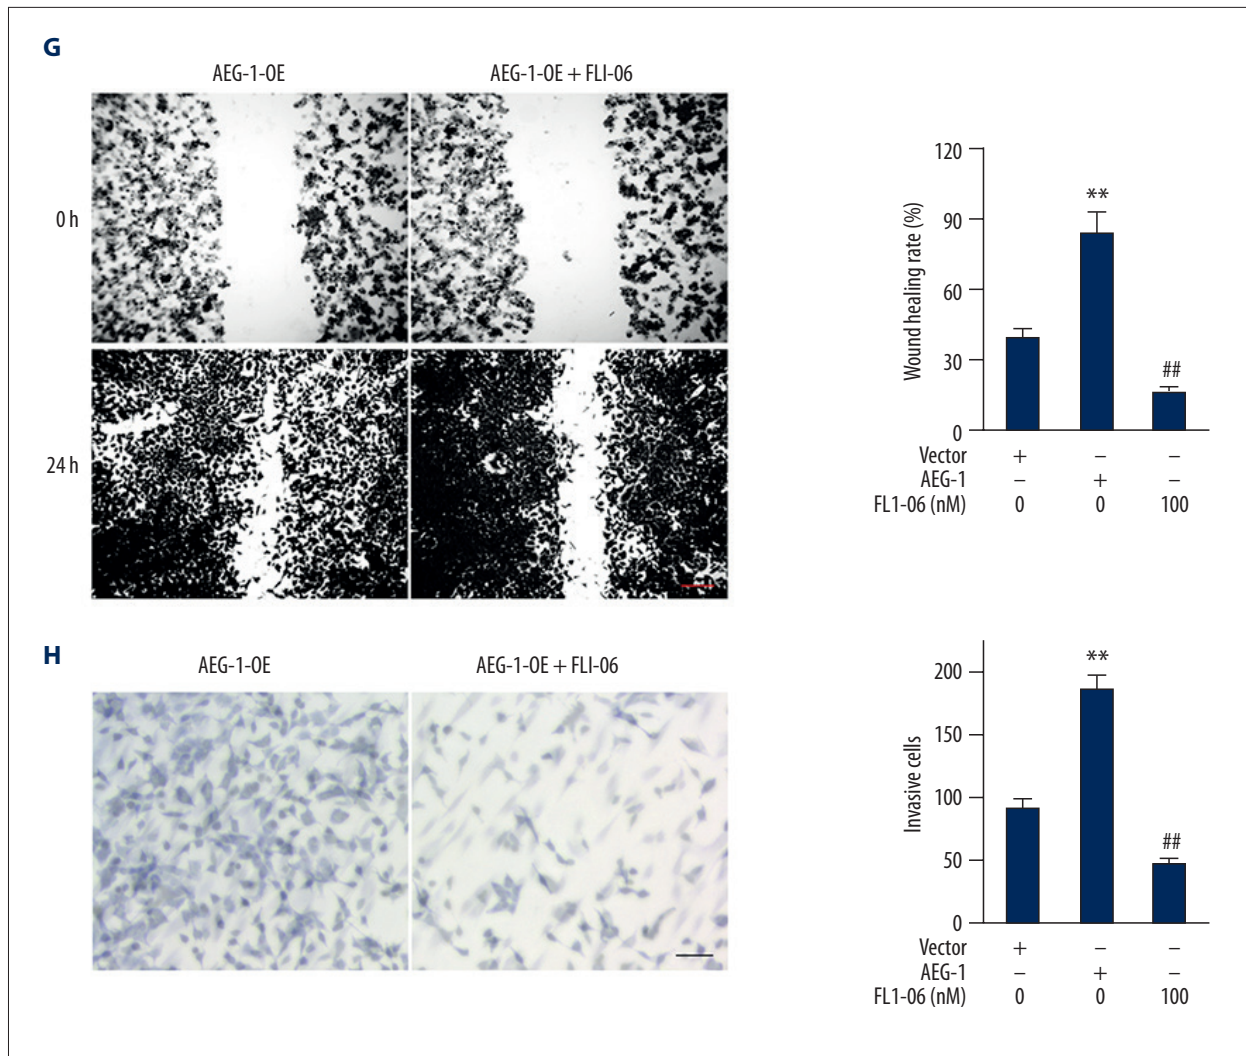 G
AEG-1-OE AEG-1-OE + FLI-06
0 h
24 h
120
90
60
30
0
Wound healing rate (%)
**
##
Vector + – –
AEG-1 – + –
FL1-06 (nM) 0 0 100
H
AEG-1-OE AEG-1-OE + FLI-06
200
150
100
50
0
Invasive cells
**
##
Vector + – –
AEG-1 – + –
FL1-06 (nM) 0 0 100